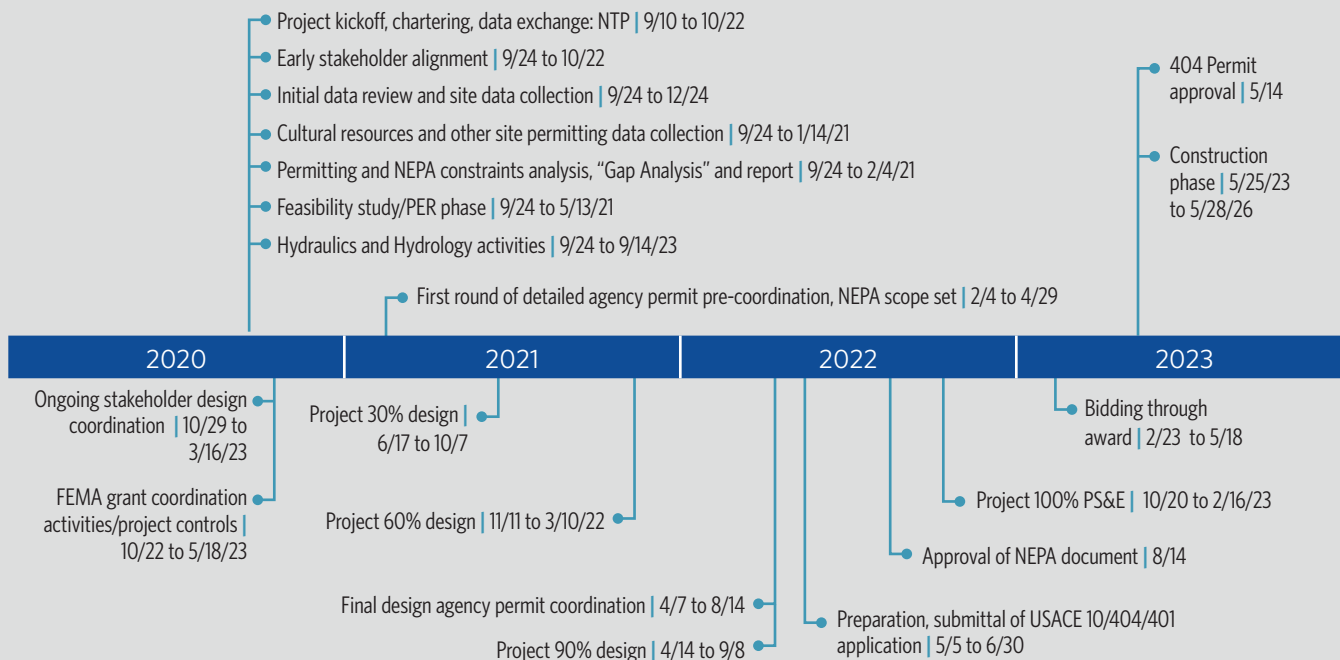 Project kickoff, chartering, data exchange: NTP | 9/10 to 10/22
Early stakeholder alignment | 9/24 to 10/22
Initial data review and site data collection | 9/24 to 12/24
Cultural resources and other site permitting data collection | 9/24 to 1/14/21
Permitting and NEPA constraints analysis, “Gap Analysis” and report | 9/24 to 2/4/21
Feasibility study/PER phase | 9/24 to 5/13/21
Hydraulics and Hydrology activities | 9/24 to 9/14/23
404 Permit
approval | 5/14
Construction
phase | 5/25/23
to 5/28/26
First round of detailed agency permit pre-coordination, NEPA scope set | 2/4 to 4/29
2020
2021
2022
2023
Ongoing stakeholder design
coordination | 10/29 to
3/16/23
FEMA grant coordination
activities/project controls |
10/22 to 5/18/23
Project 30% design |
6/17 to 10/7
Project 60% design | 11/11 to 3/10/22
Final design agency permit coordination | 4/7 to 8/14
Project 90% design | 4/14 to 9/8
Bidding through
award | 2/23 to 5/18
Project 100% PS&E | 10/20 to 2/16/23
Approval of NEPA document | 8/14
Preparation, submittal of USACE 10/404/401
application | 5/5 to 6/30